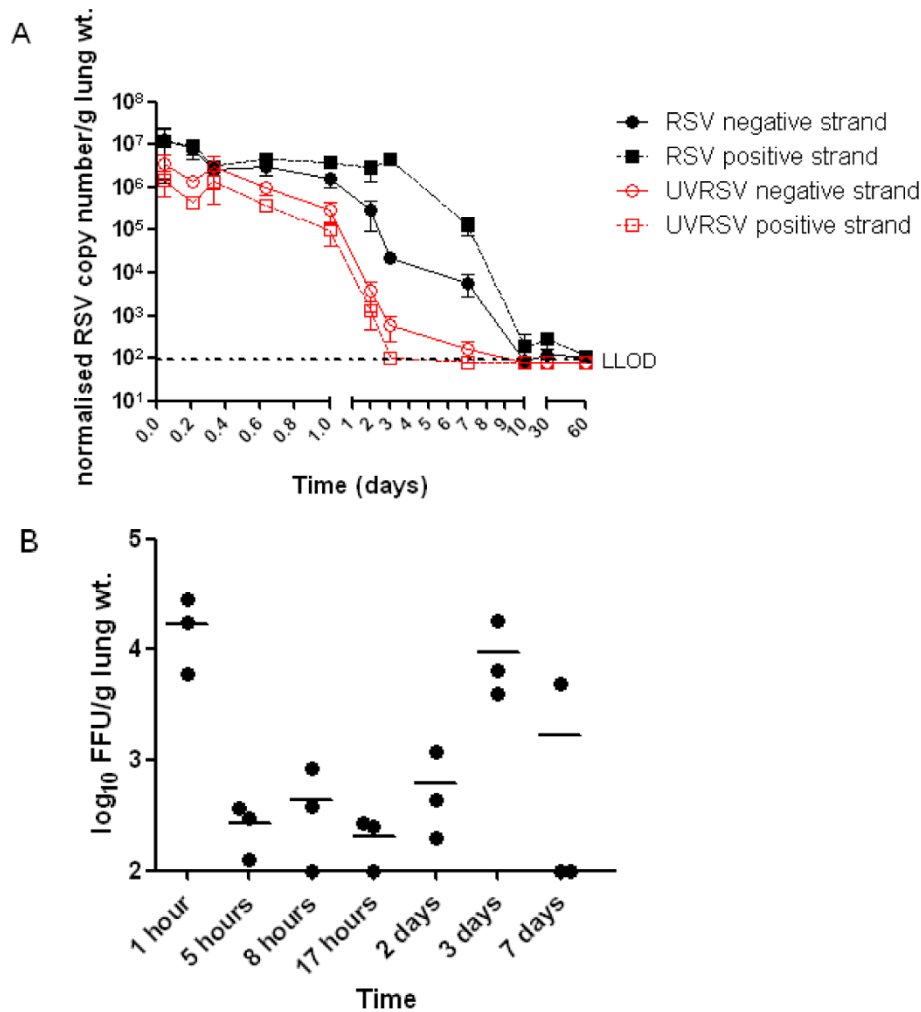 A
normalised RSV copy number/g lung wt.
10⁸
10⁷
10⁶
10⁵
10⁴
10³
10²
10¹
LLOD
0.0 0.2 0.4 0.6 0.8 1.0 1 2 3 4 5 6 7 8 9 10 30 60
Time (days)
RSV negative strand
RSV positive strand
UVRSV negative strand
UVRSV positive strand
B
log₁₀ FFU/g lung wt.
5
4
3
2
1 hour 5 hours 8 hours 17 hours 2 days 3 days 7 days
Time